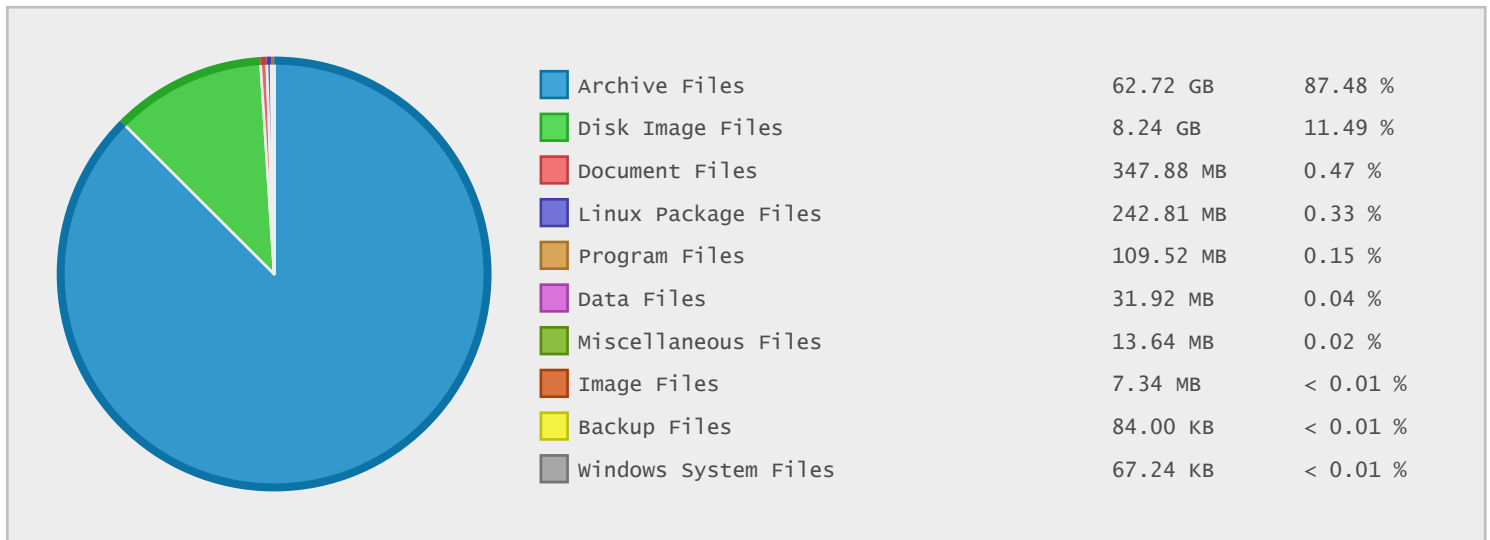 Archive Files 62.72 GB 87.48 %
Disk Image Files 8.24 GB 11.49 %
Document Files 347.88 MB 0.47 %
Linux Package Files 242.81 MB 0.33 %
Program Files 109.52 MB 0.15 %
Data Files 31.92 MB 0.04 %
Miscellaneous Files 13.64 MB 0.02 %
Image Files 7.34 MB < 0.01 %
Backup Files 84.00 KB < 0.01 %
Windows System Files 67.24 KB < 0.01 %